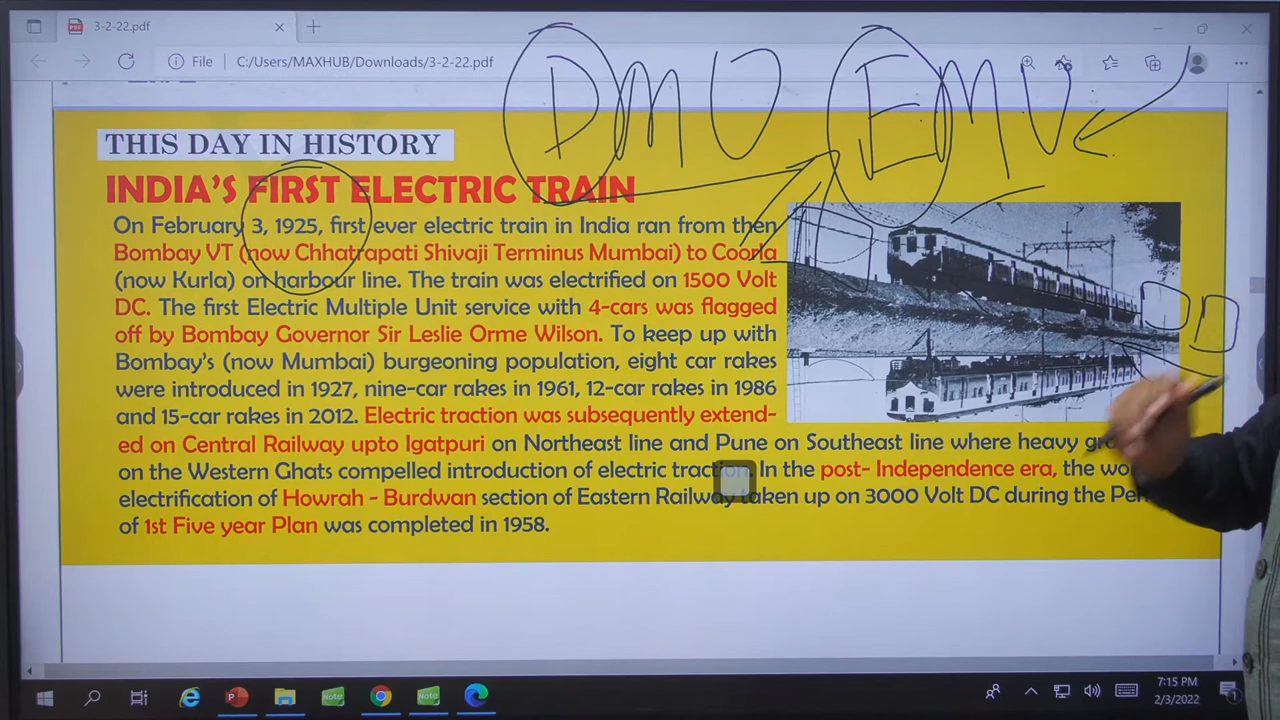 3-2-22.pdf
File C:/Users/MAXHUB/Downloads/3-2-22.pdf
DMU EMU
THIS DAY IN HISTORY
INDIA'S FIRST ELECTRIC TRAIN
On February 3, 1925, first ever electric train in India ran from then
Bombay VT (now Chhatrapati Shivaji Terminus Mumbai) to Coorla
(now Kurla) on harbour line. The train was electrified on 1500 Volt
DC. The first Electric Multiple Unit service with 4-cars was flagged
off by Bombay Governor Sir Leslie Orme Wilson. To keep up with
Bombay's (now Mumbai) burgeoning population, eight car rakes
were introduced in 1927, nine-car rakes in 1961, 12-car rakes in 1986
and 15-car rakes in 2012. Electric traction was subsequently extend-
ed on Central Railway upto Igatpuri on Northeast line and Pune on Southeast line where heavy
on the Western Ghats compelled introduction of electric traction. In the post- Independence era, the
electrification of Howrah - Burdwan section of Eastern Railway taken up on 3000 Volt DC during the
of 1st Five year Plan was completed in 1958.
Note
Note
7:15 PM
2/3/2022